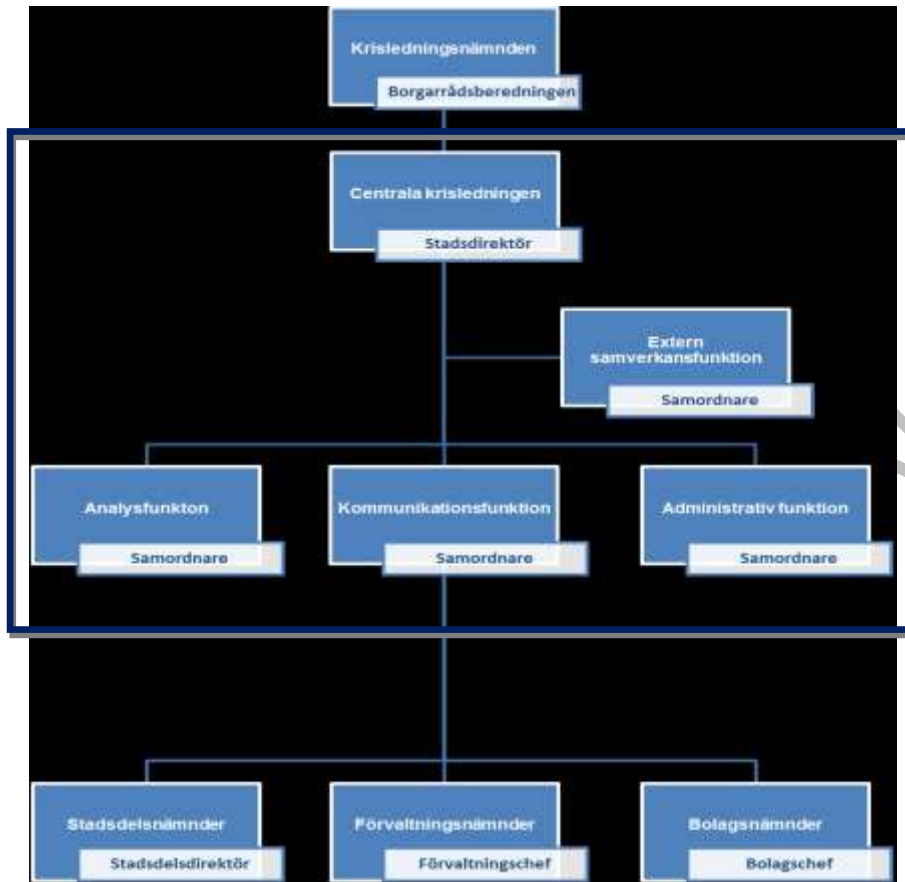 Krisledningsnämnden
Borgarrådsberedningen
Centrala krisledningen
Stadsdirektör
Extern
samverkansfunktion
Samordnare
Analysfunkton
Samordnare
Kommunikationsfunktion
Samordnare
Administrativ funktion
Samordnare
Stadsdelsnämnder
Stadsdelsdirektör
Förvaltningsnämnder
Förvaltningschef
Bolagsnämnder
Bolagschef